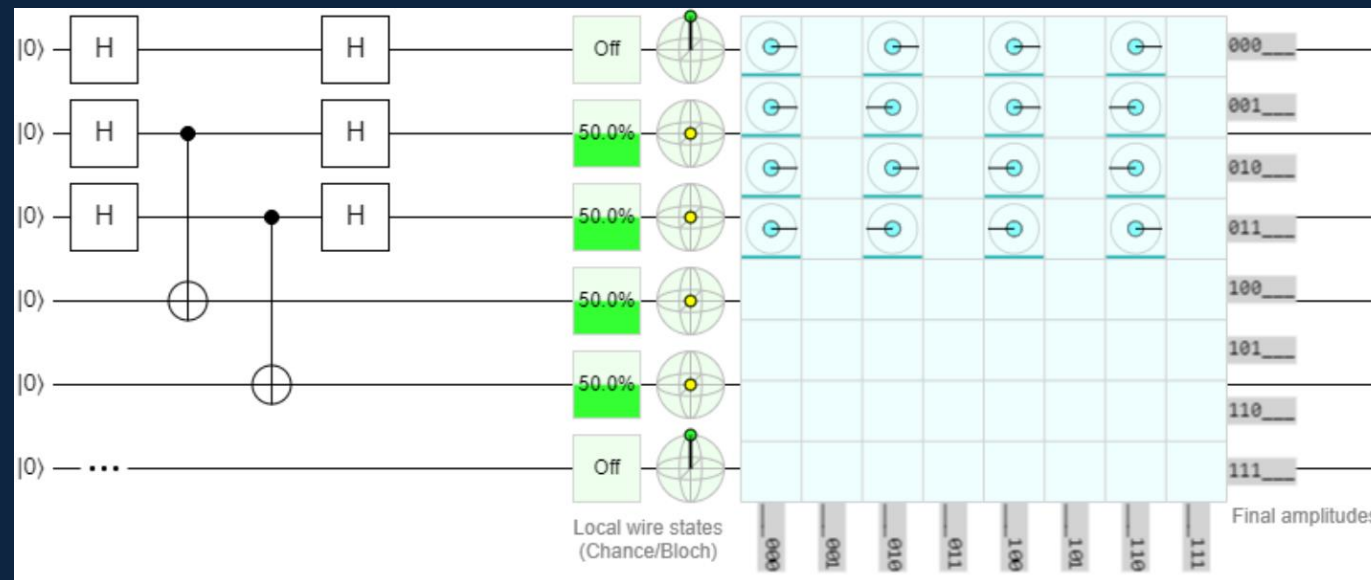 |0⟩ H H Off 000___
001___
|0⟩ H H 50.0%
010___
|0⟩ H H 50.0% 011___
|0⟩ 50.0% 100___
101___
|0⟩ 50.0% 110___
|0⟩ ... Off 111___
Local wire states
(Chance/Bloch)
___000 ___001 ___010 ___011 ___100 ___101 ___110 ___111
Final amplitudes